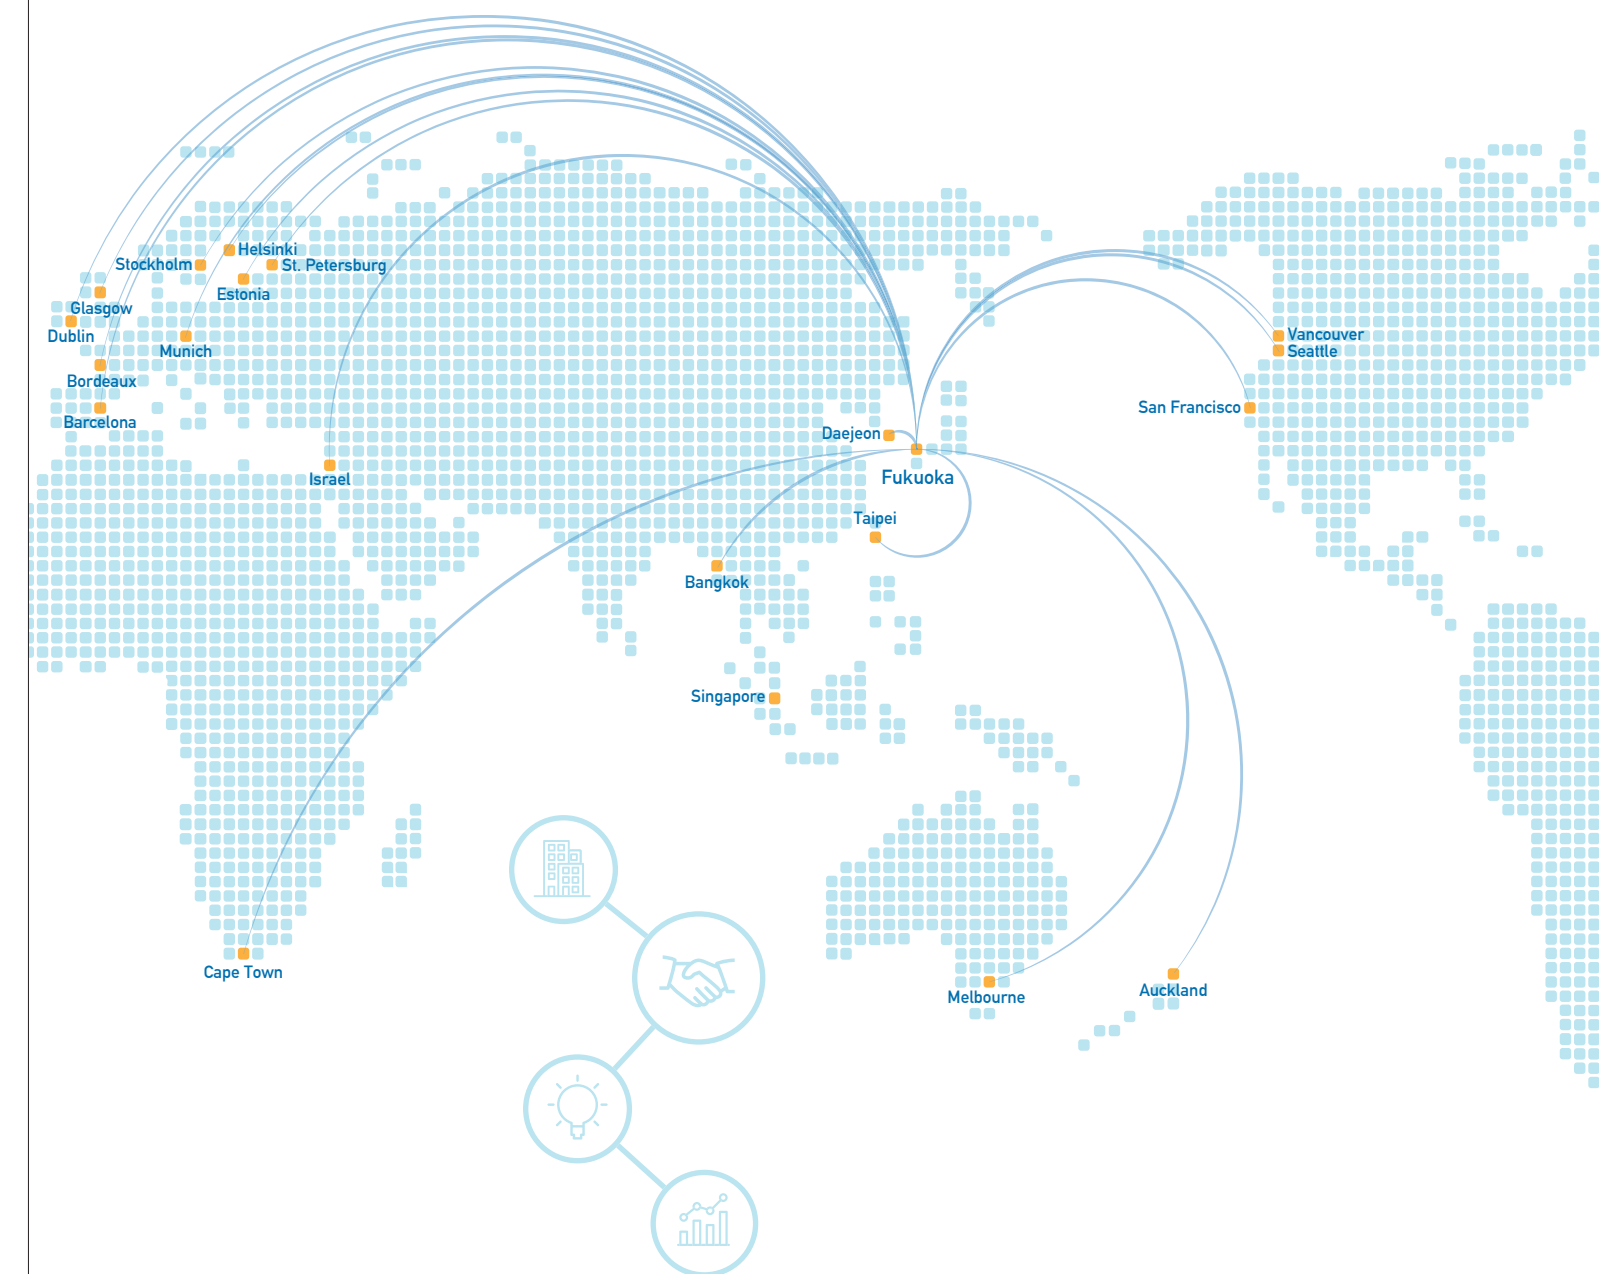 Helsinki
Stockholm
St. Petersburg
Estonia
Glasgow
Dublin
Munich
Bordeaux
Barcelona
Israel
Vancouver
Seattle
San Francisco
Daejeon
Fukuoka
Taipei
Bangkok
Singapore
Cape Town
Melbourne
Auckland